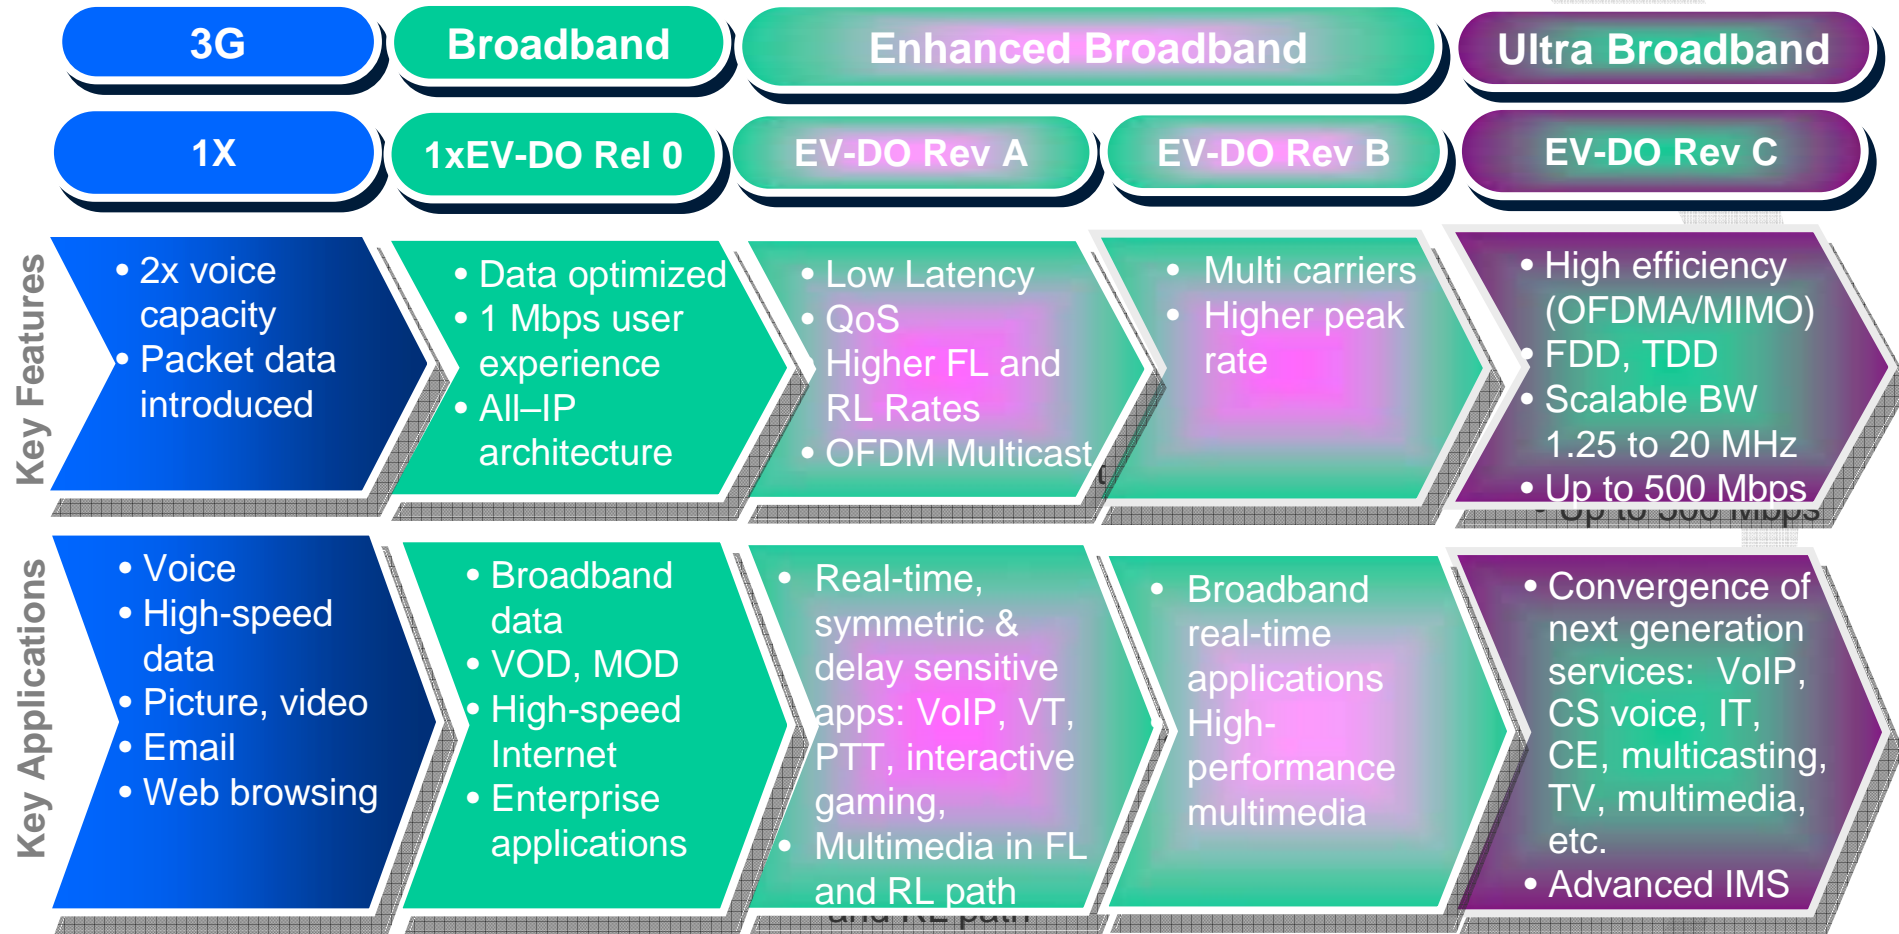 3G
Broadband
Enhanced Broadband
Ultra Broadband
1X
1xEV-DO Rel 0
EV-DO Rev A
EV-DO Rev B
EV-DO Rev C
Key Features
• 2x voice
capacity
• Packet data
introduced
• Data optimized
• 1 Mbps user
experience
• All–IP
architecture
• Low Latency
• QoS
• Higher FL and
RL Rates
• OFDM Multicast
• Multi carriers
• Higher peak
rate
• High efficiency
(OFDMA/MIMO)
• FDD, TDD
• Scalable BW
1.25 to 20 MHz
• Up to 500 Mbps
Key Applications
• Voice
• High-speed
data
• Picture, video
• Email
• Web browsing
• Broadband
data
• VOD, MOD
• High-speed
Internet
• Enterprise
applications
• Real-time,
symmetric &
delay sensitive
apps: VoIP, VT,
PTT, interactive
gaming,
• Multimedia in FL
and RL path
• Broadband
real-time
applications
• High-
performance
multimedia
• Convergence of
next generation
services: VoIP,
CS voice, IT,
CE, multicasting,
TV, multimedia,
etc.
• Advanced IMS